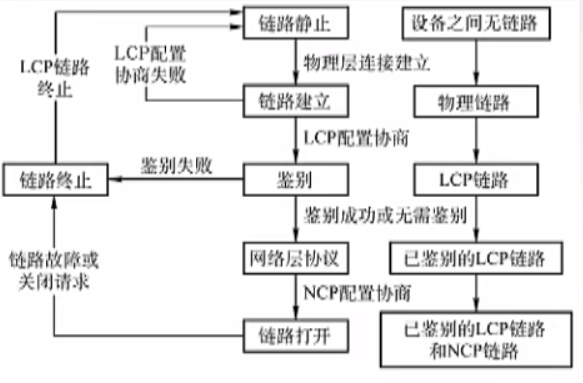 链路静止
设备之间无链路
LCP配置
协商失败
LCP链路
终止
物理层连接建立
链路建立
物理链路
LCP配置协商
鉴别失败
链路终止
鉴别
LCP链路
鉴别成功或无需鉴别
链路故障或
关闭请求
网络层协议
已鉴别的LCP链路
NCP配置协商
链路打开
已鉴别的LCP链路
和NCP链路